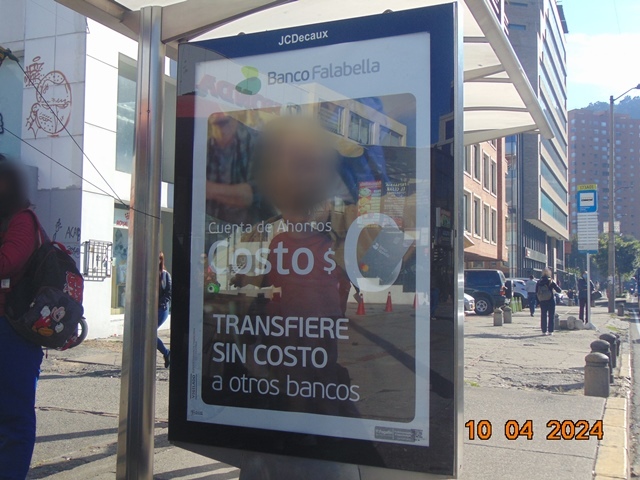 JCDecaux
Banco Falabella
Cuenta de Ahorros
Costo $0
TRANSFIERE
SIN COSTO
a otros bancos
10 04 2024